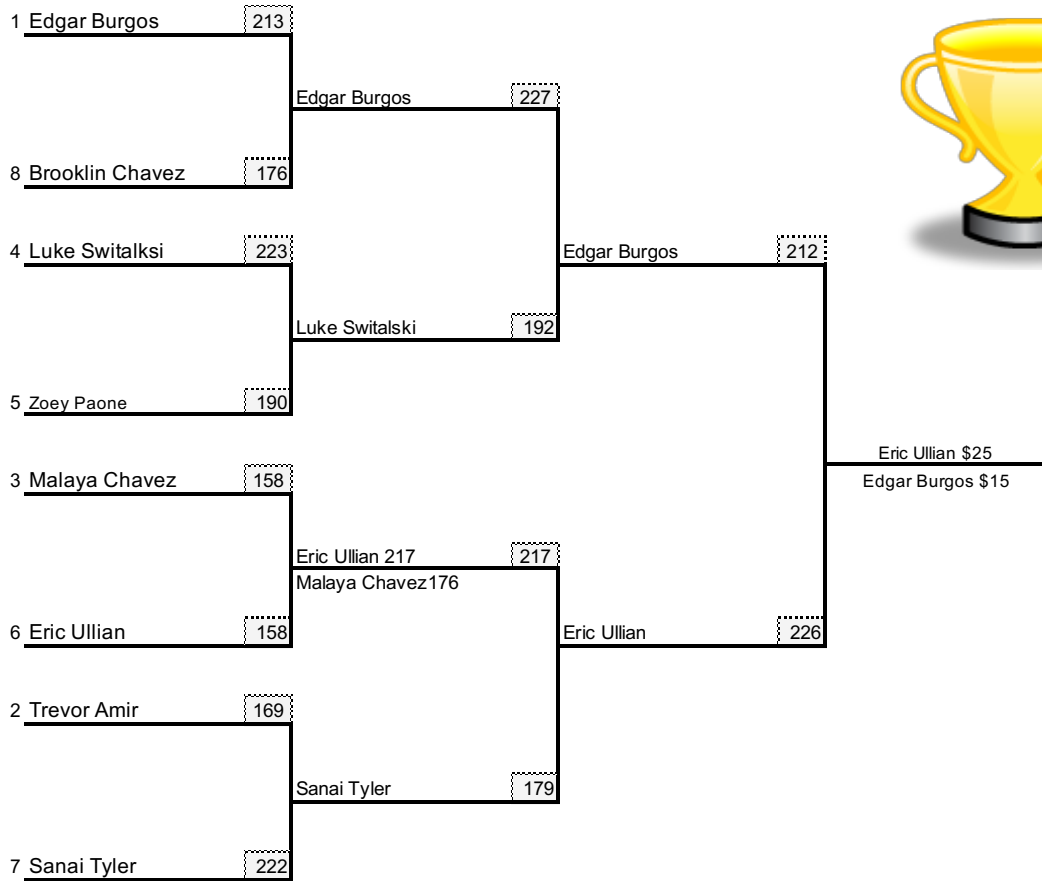 1 Edgar Burgos 213
Edgar Burgos 227
8 Brooklin Chavez 176
4 Luke Switalksi 223
Edgar Burgos 212
Luke Switalski 192
5 Zoey Paone 190
Eric Ullian $25
3 Malaya Chavez 158
Edgar Burgos $15
Eric Ullian 217 217
Malaya Chavez176
6 Eric Ullian 158
Eric Ullian 226
2 Trevor Amir 169
Sanai Tyler 179
7 Sanai Tyler 222